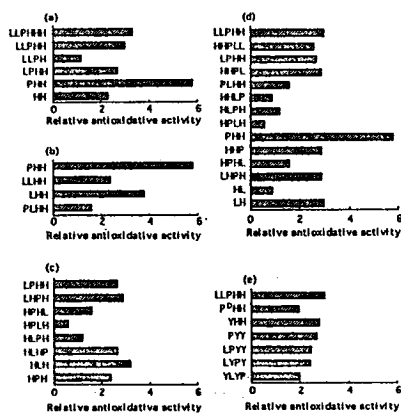 (a)
LLPHHH
LLPHH
LLPH
LPHH
PHH
HH
0 2 4 6
Relative antioxidative activity
(b)
PHH
LLHH
LHH
PLHH
0 2 4 6
Relative antioxidative activity
(c)
LPHH
LHPH
HPHL
HPLH
HLPH
HLHP
HLH
HPH
0 2 4 6
Relative antioxidative activity
(d)
LLPHH
HHPLL
LPHH
HHPL
PLHH
HHLP
HLPH
HPLH
PHH
HHP
HPHL
LHPH
HL
LH
0 2 4 6
Relative antioxidative activity
(e)
LLPHH
PᴰHH
YHH
PYY
LPYY
LYPY
YLYP
0 2 4 6
Relative antioxidative activity